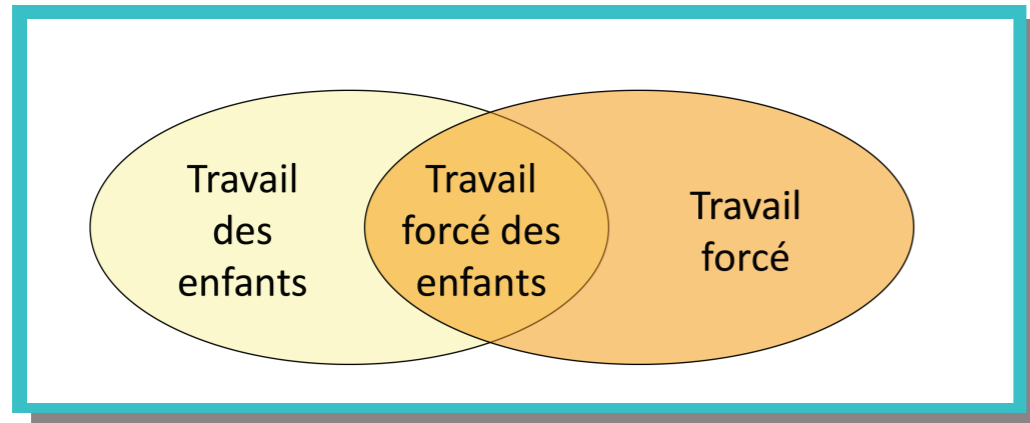 Travail
des
enfants
Travail
forcé des
enfants
Travail
forcé